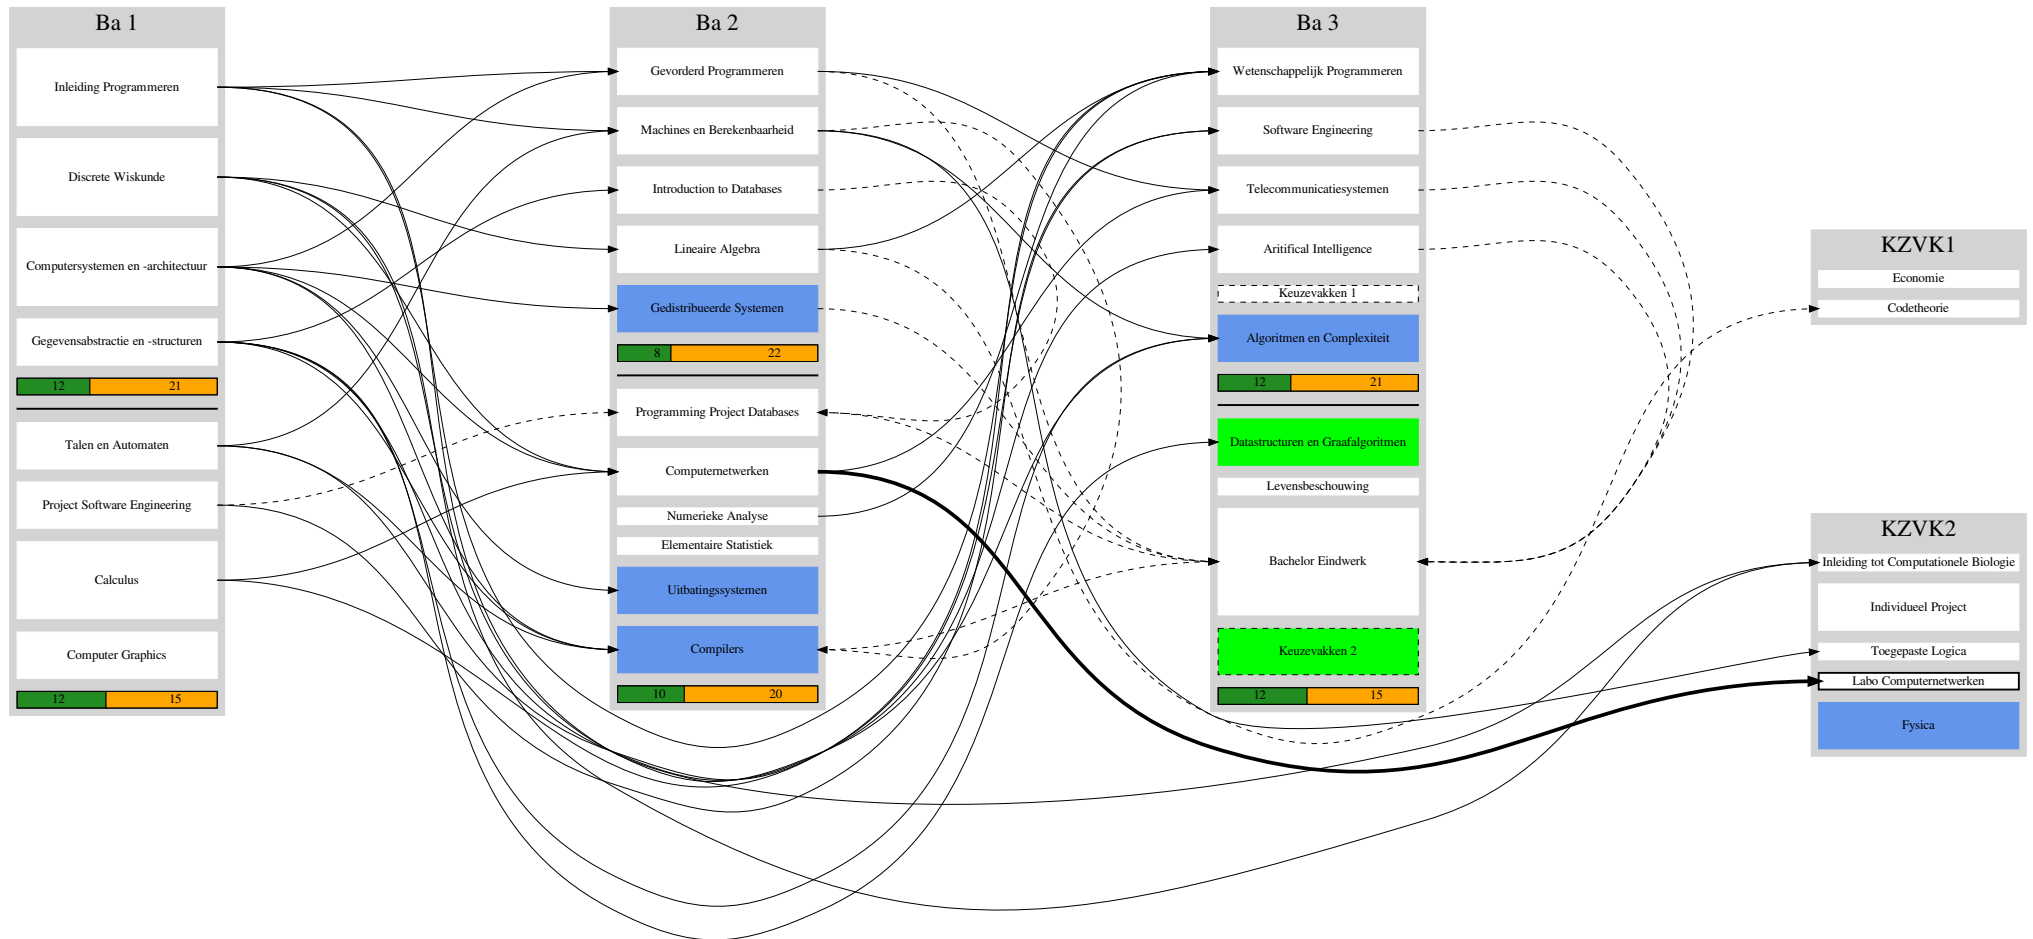 Ba 1
Inleiding Programmeren
Discrete Wiskunde
Computersystemen en -architectuur
Gegevensabstractie en -structuren
12 21
Talen en Automaten
Project Software Engineering
Calculus
Computer Graphics
12 15
Ba 2
Gevorderd Programmeren
Machines en Berekenbaarheid
Introduction to Databases
Lineaire Algebra
Gedistribueerde Systemen
8 22
Programming Project Databases
Computernetwerken
Numerieke Analyse
Elementaire Statistiek
Uitbatingssystemen
Compilers
10 20
Ba 3
Wetenschappelijk Programmeren
Software Engineering
Telecommunicatiesystemen
Aritifical Intelligence
Keuzevakken 1
Algoritmen en Complexiteit
12 21
Datastructuren en Graafalgoritmen
Levensbeschouwing
Bachelor Eindwerk
Keuzevakken 2
12 15
KZVK1
Economie
Codetheorie
KZVK2
Inleiding tot Computationele Biologie
Individueel Project
Toegepaste Logica
Labo Computernetwerken
Fysica